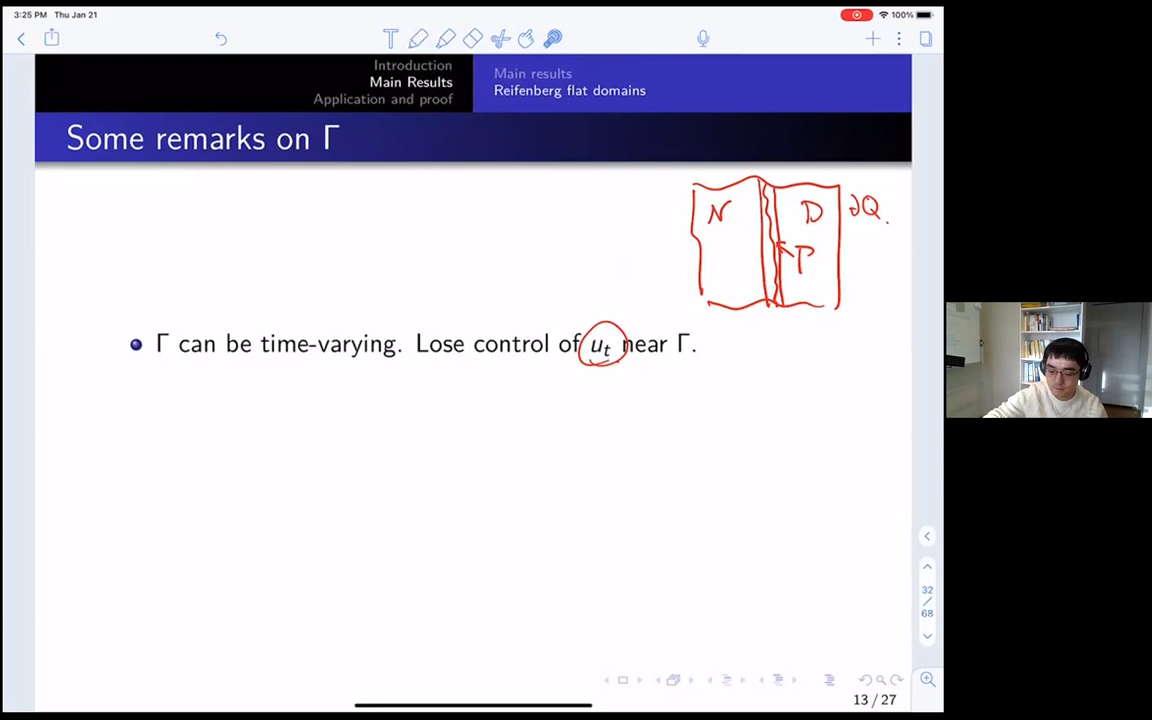 3:25 PM Thu Jan 21
100%
Introduction
Main Results
Application and proof
Main results
Reifenberg flat domains
Some remarks on Γ
N D ∂Q.
Γ
Γ can be time-varying. Lose control of u_t near Γ.
32
/
68
13 / 27